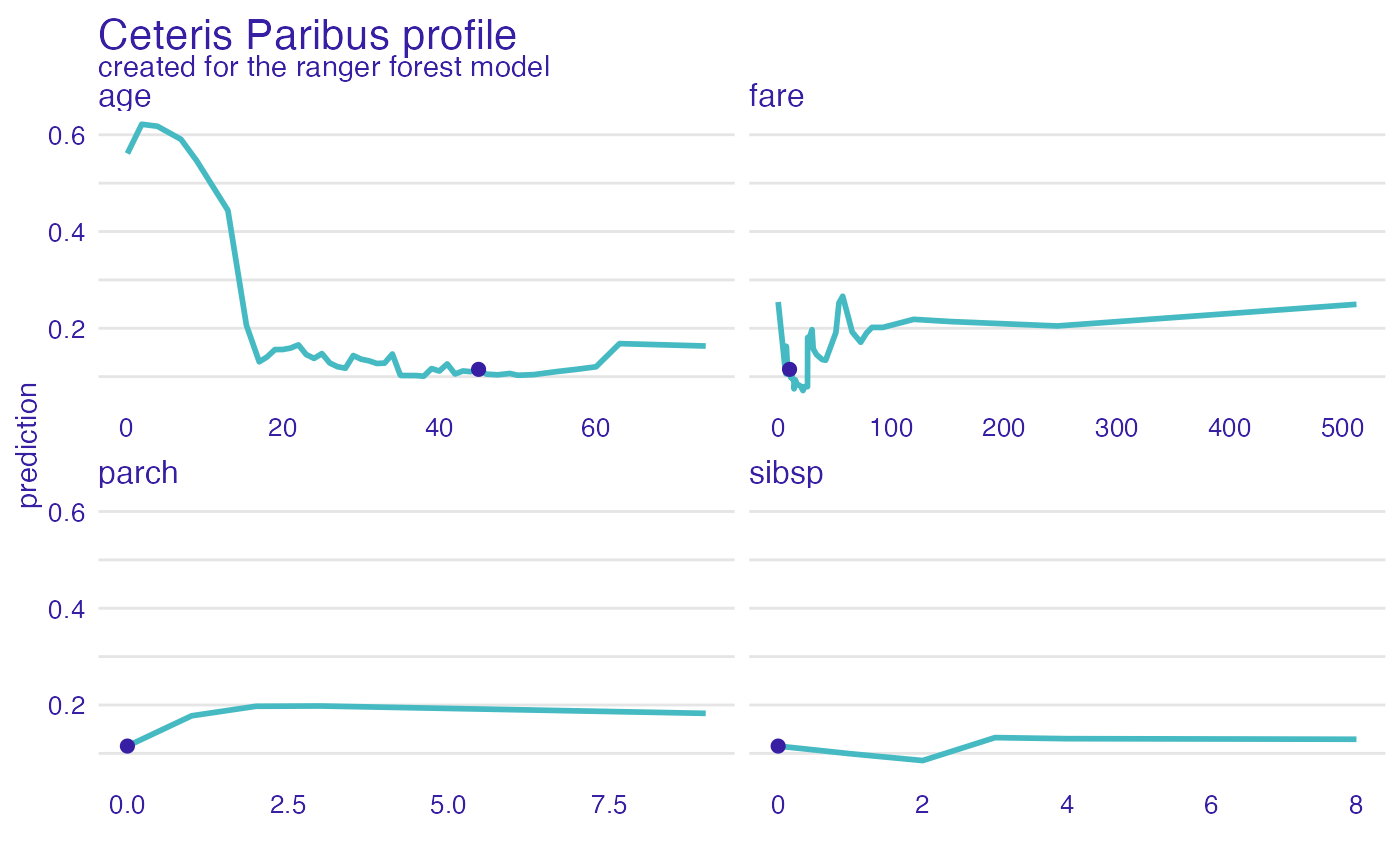 Ceteris Paribus profile
created for the ranger forest model
age
fare
0.6
0.4
0.2
0 20 40 60
0 100 200 300 400 500
prediction
parch
sibsp
0.6
0.4
0.2
0.0 2.5 5.0 7.5
0 2 4 6 8